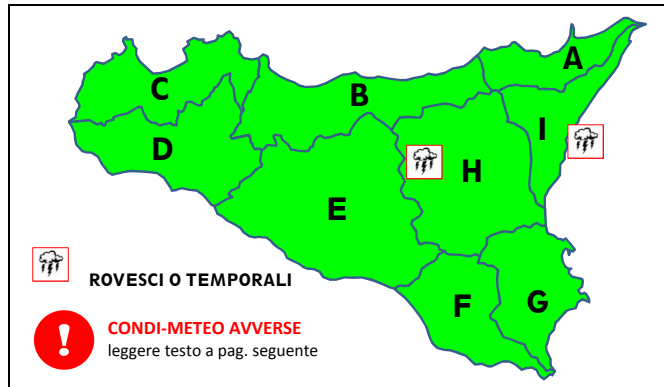 A
C
B
I
D
H
E
F
G
ROVESCI O TEMPORALI
!
CONDI-METEO AVVERSE
leggere testo a pag. seguente